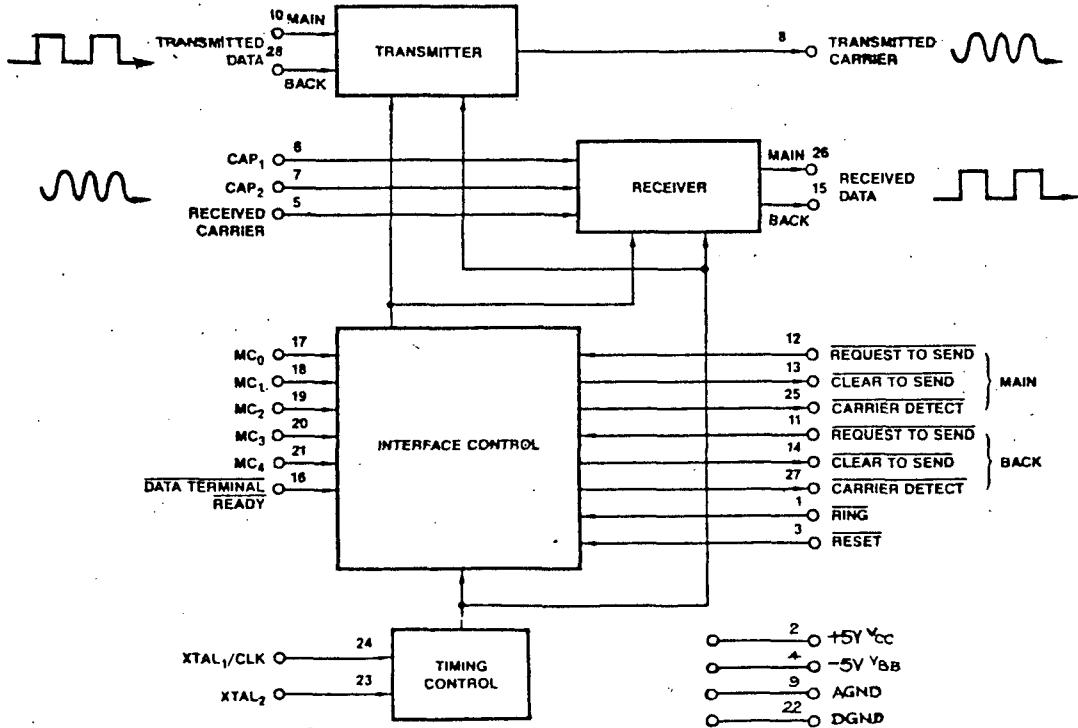 10 MAIN
TRANSMITTED
DATA
28
BACK
TRANSMITTER
8
TRANSMITTED
CARRIER
CAP1 6
CAP2 7
RECEIVED
CARRIER
5
RECEIVER
MAIN 26
15
BACK
RECEIVED
DATA
MC0 17
MC1 18
MC2 19
MC3 20
MC4 21
DATA TERMINAL
READY
16
INTERFACE CONTROL
12 REQUEST TO SEND
13 CLEAR TO SEND
25 CARRIER DETECT
MAIN
11 REQUEST TO SEND
14 CLEAR TO SEND
27 CARRIER DETECT
BACK
1 RING
3 RESET
XTAL1/CLK 24
XTAL2 23
TIMING
CONTROL
2 +5V VCC
4 -5V VBB
9 AGND
22 DGND